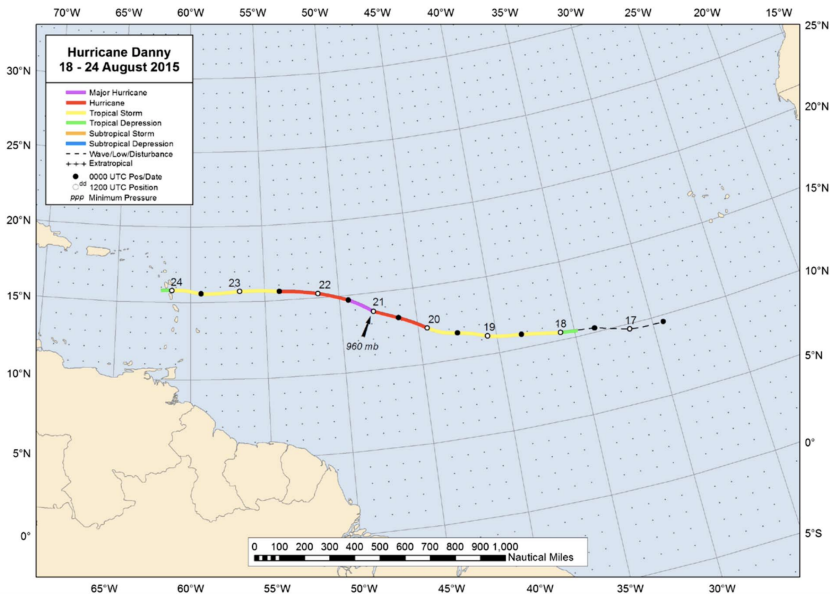 70°W 65°W 60°W 55°W 50°W 45°W 40°W 35°W 30°W 25°W 20°W 15°W
25°N
Hurricane Danny
18 - 24 August 2015
30°N
Major Hurricane
Hurricane
Tropical Storm
Tropical Depression
Subtropical Storm
Subtropical Depression
Wave/Low/Disturbance
Extratropical
0000 UTC Pos/Date
dd 1200 UTC Position
PPP Minimum Pressure
20°N
25°N
15°N
20°N
10°N
24 23 22 21 20 19 18 17
15°N
960 mb
5°N
10°N
0°
5°N
5°S
0°
0 100 200 300 400 500 600 700 800 900 1,000
Nautical Miles
65°W 60°W 55°W 50°W 45°W 40°W 35°W 30°W